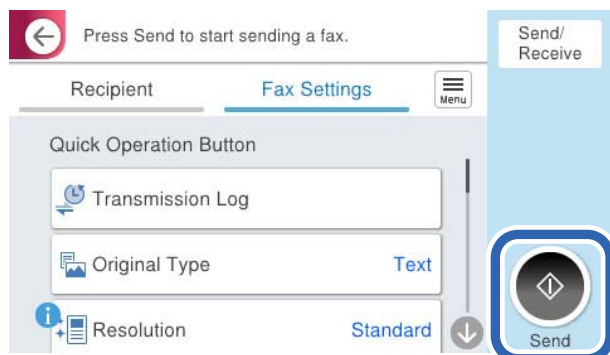 Press Send to start sending a fax.
Send/
Receive
Recipient
Fax Settings
Menu
Quick Operation Button
Transmission Log
Original Type
Text
i
Resolution
Standard
Send